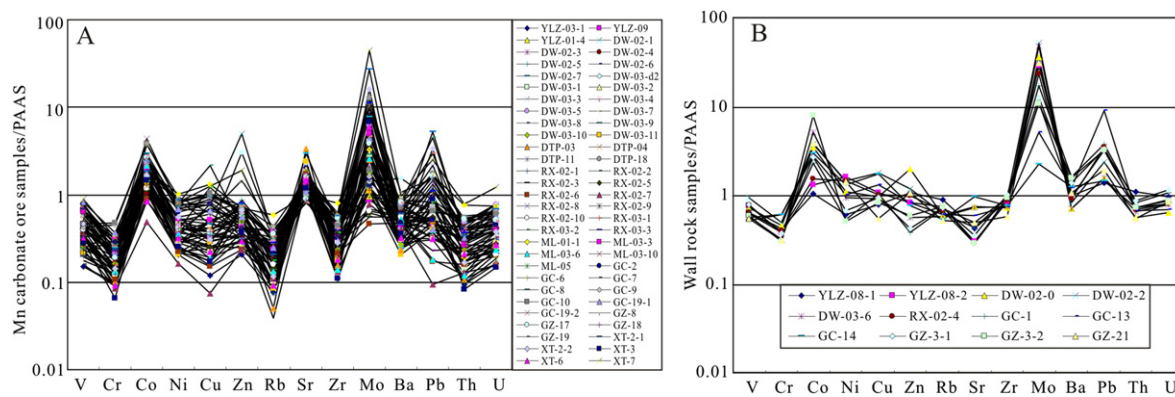 A
Mn carbonate ore samples/PAAS
100
10
1
0.1
0.01
V Cr Co Ni Cu Zn Rb Sr Zr Mo Ba Pb Th U
YLZ-03-1 YLZ-09
YLZ-01-4 DW-02-1
DW-02-3 DW-02-4
DW-02-5 DW-02-6
DW-02-7 DW-03-d2
DW-03-1 DW-03-2
DW-03-3 DW-03-4
DW-03-5 DW-03-7
DW-03-8 DW-03-9
DW-03-10 DW-03-11
DTP-03 DTP-04
DTP-11 DTP-18
RX-02-1 RX-02-2
RX-02-3 RX-02-5
RX-02-6 RX-02-7
RX-02-8 RX-02-9
RX-02-10 RX-03-1
RX-03-2 RX-03-3
ML-01-1 ML-03-3
ML-03-6 ML-03-10
ML-05 GC-2
GC-6 GC-7
GC-8 GC-9
GC-10 GC-19-1
GC-19-2 GZ-8
GZ-17 GZ-18
GZ-19 XT-2-1
XT-2-2 XT-3
XT-6 XT-7
B
Wall rock samples/PAAS
100
10
1
0.1
0.01
YLZ-08-1 YLZ-08-2 DW-02-0 DW-02-2
DW-03-6 RX-02-4 GC-1 GC-13
GC-14 GZ-3-1 GZ-3-2 GZ-21
V Cr Co Ni Cu Zn Rb Sr Zr Mo Ba Pb Th U